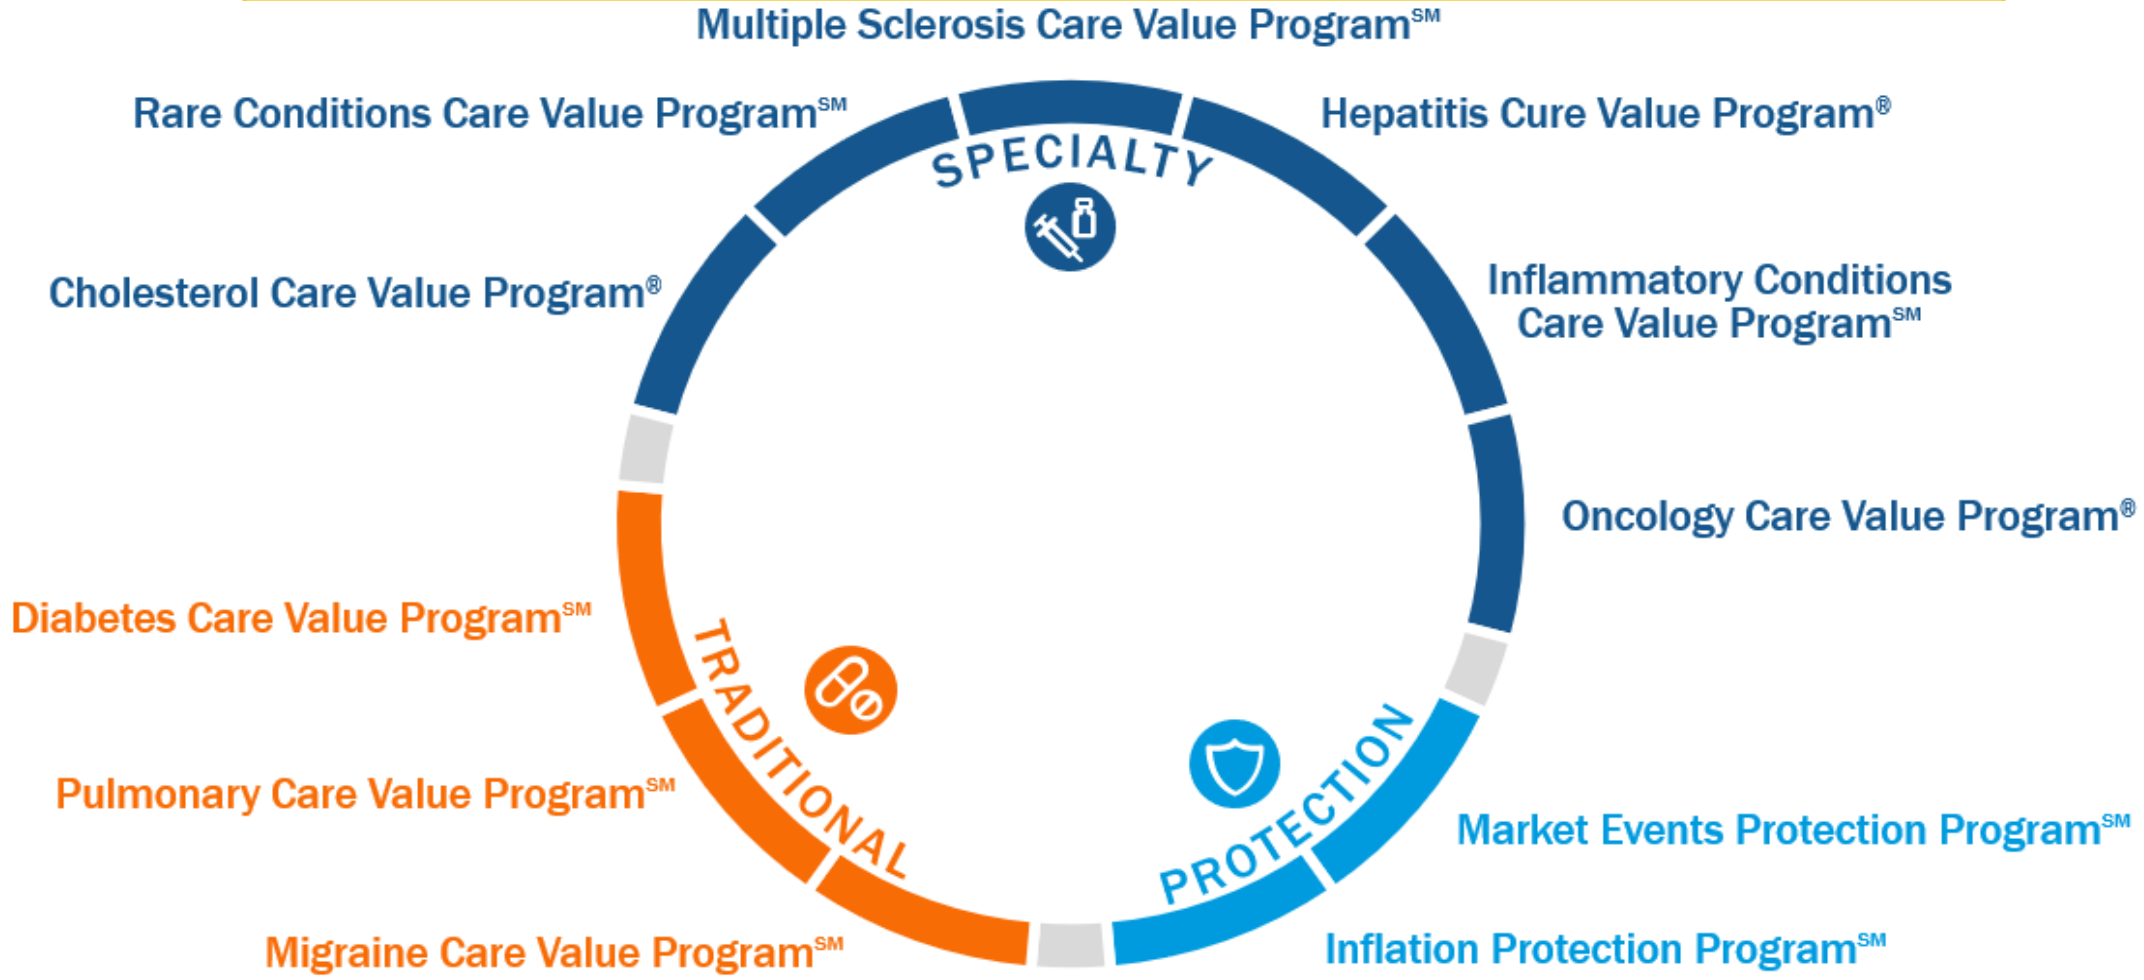 Multiple Sclerosis Care Value Program℠
Rare Conditions Care Value Program℠
Hepatitis Cure Value Program®
SPECIALTY
Cholesterol Care Value Program®
Inflammatory Conditions
Care Value Program℠
Oncology Care Value Program®
Diabetes Care Value Program℠
TRADITIONAL
Pulmonary Care Value Program℠
PROTECTION
Market Events Protection Program℠
Migraine Care Value Program℠
Inflation Protection Program℠